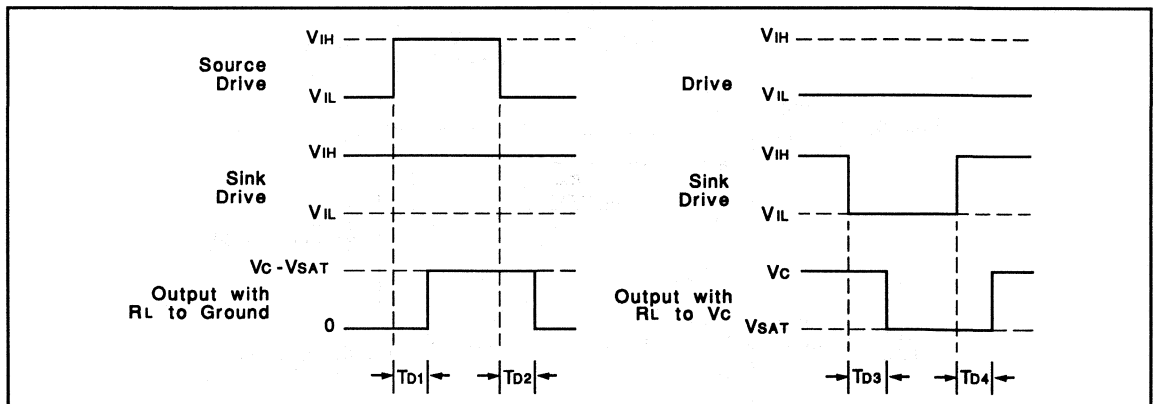 VIH
Source
Drive
VIL
VIH
Sink
Drive
VIL
VC-VSAT
Output with
RL to Ground
0
TD1
TD2
VIH
Drive
VIL
VIH
Sink
Drive
VIL
VC
Output with
RL to VC
VSAT
TD3
TD4